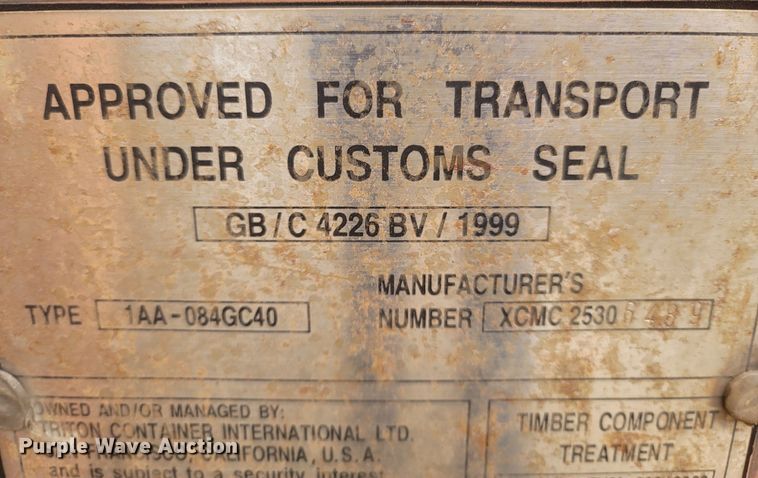 APPROVED FOR TRANSPORT
UNDER CUSTOMS SEAL
GB / C 4226 BV / 1999
TYPE 1AA-084GC40
MANUFACTURER'S
NUMBER XCMC 2530 6489
OWNED AND/OR MANAGED BY:
TRITON CONTAINER INTERNATIONAL LTD.
CALIFORNIA, U.S.A.
and is subject to a security interest
TIMBER COMPONENT
TREATMENT
Purple Wave Auction